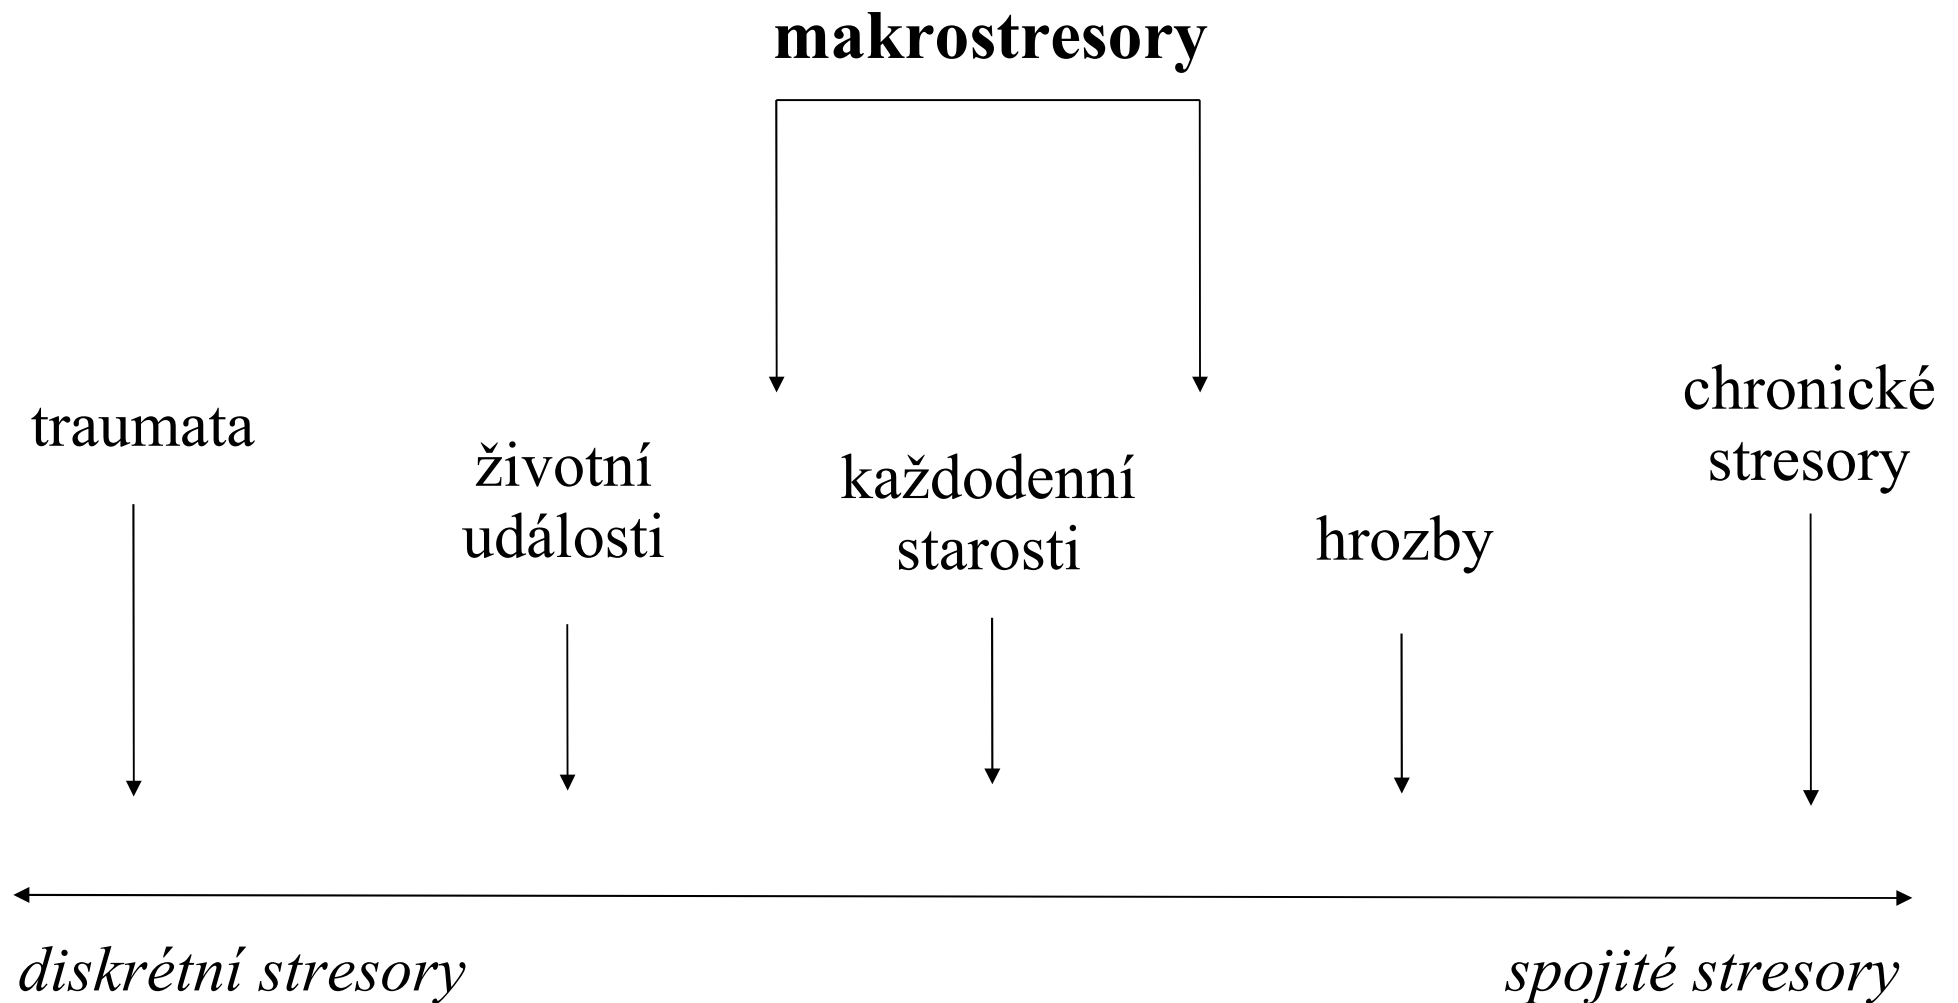 makrostresory
traumata
životní
události
každodenní
starosti
hrozby
chronické
stresory
diskrétní stresory
spojité stresory